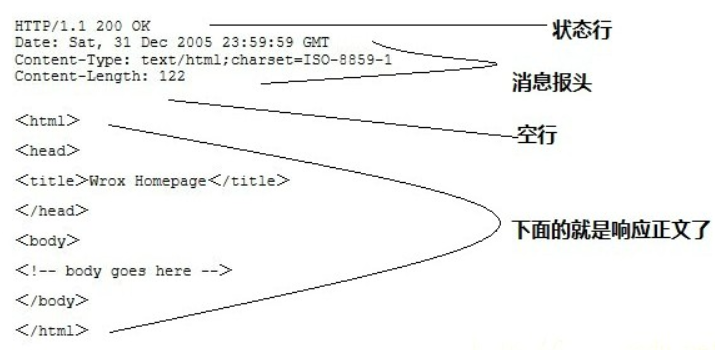 HTTP/1.1 200 OK
状态行
Date: Sat, 31 Dec 2005 23:59:59 GMT
Content-Type: text/html;charset=ISO-8859-1
Content-Length: 122
消息报头
空行
<html>
<head>
<title>Wrox Homepage</title>
</head>
下面的就是响应正文了
<body>
<!-- body goes here -->
</body>
</html>